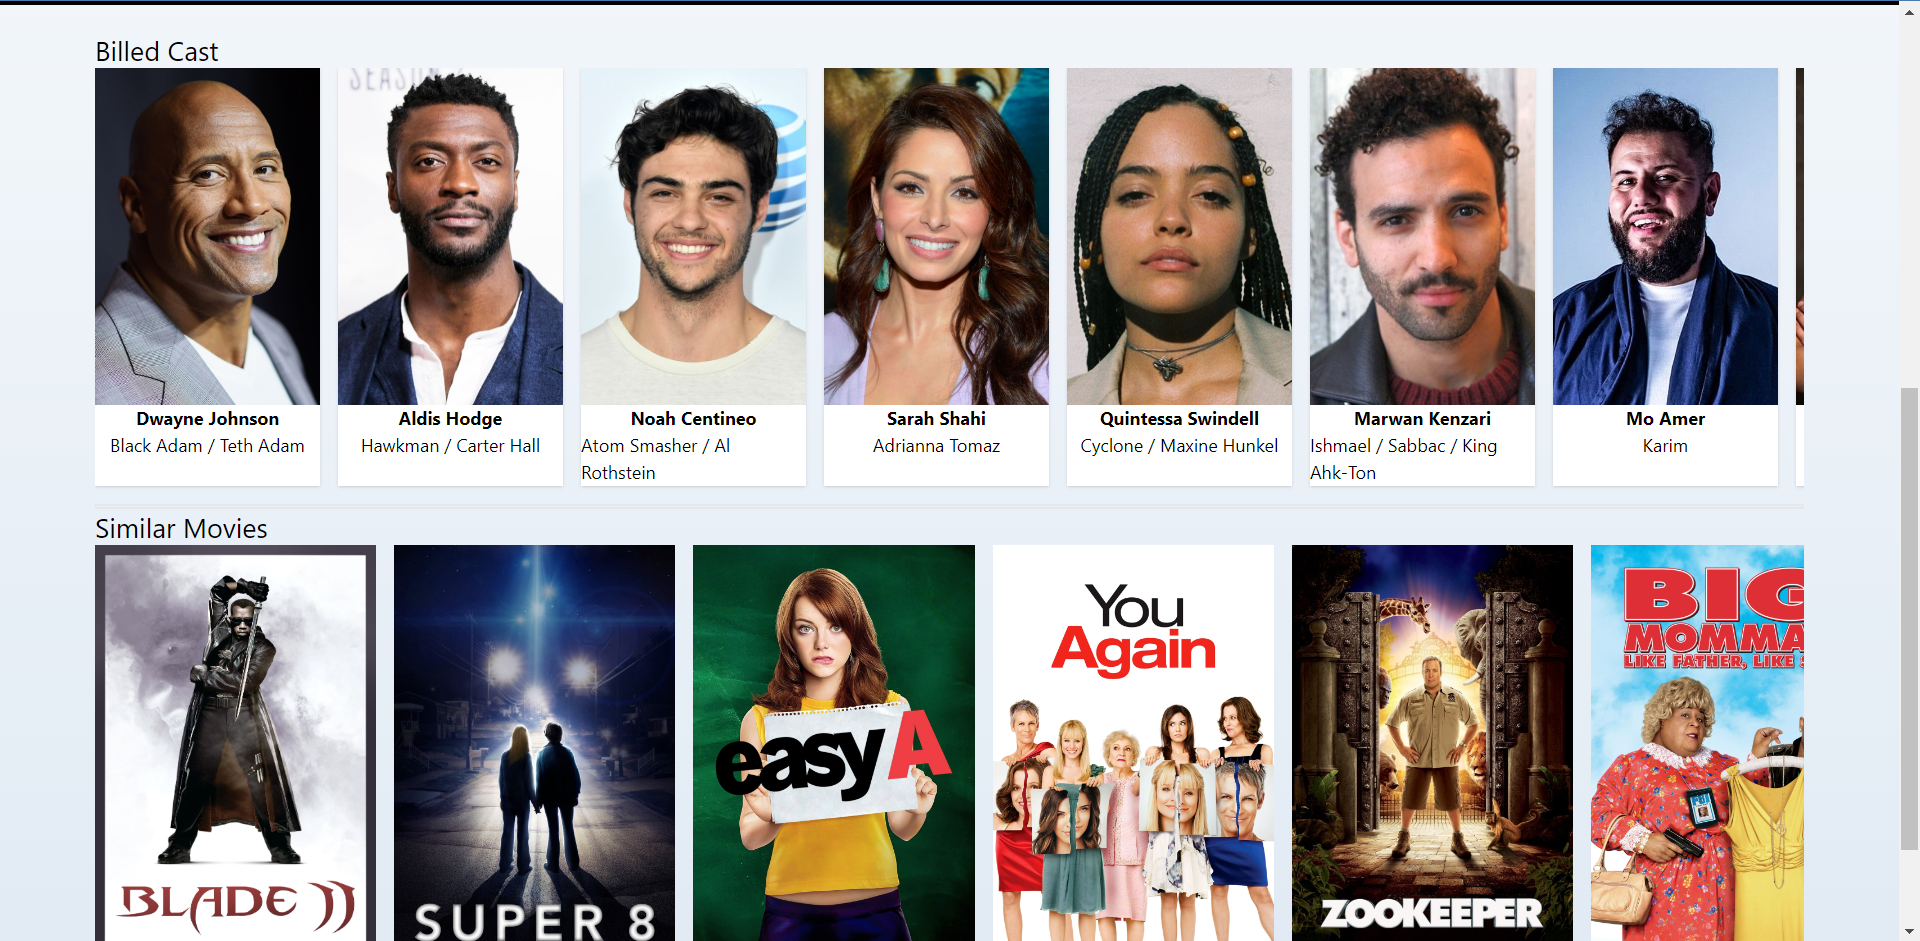 Billed Cast
SEASON
Dwayne Johnson
Black Adam / Teth Adam
Aldis Hodge
Hawkman / Carter Hall
Noah Centineo
Atom Smasher / Al
Rothstein
Sarah Shahi
Adrianna Tomaz
Quintessa Swindell
Cyclone / Maxine Hunkel
Marwan Kenzari
Ishmael / Sabbac / King
Ahk-Ton
Mo Amer
Karim
Similar Movies
BLADE II
SUPER 8
easy A
You
Again
ZOOKEEPER
BIG
MOMMA
LIKE FATHER, LIKE